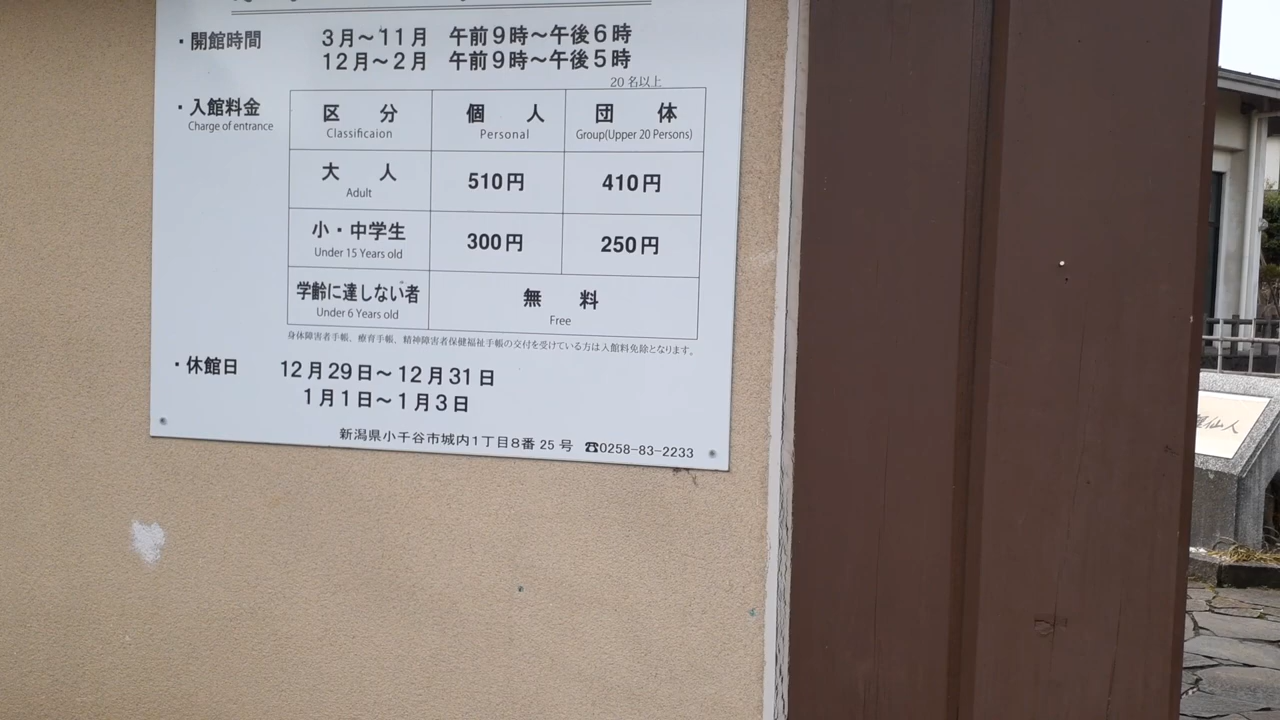 ・開館時間 3月～11月 午前9時～午後6時
12月～2月 午前9時～午後5時
20名以上
・入館料金
Charge of entrance
区 分 個 人 団 体
Classificaion Personal Group(Upper 20 Persons)
大 人 510円 410円
Adult
小・中学生 300円 250円
Under 15 Years old
学齢に達しない者 無 料
Under 6 Years old Free
身体障害者手帳、療育手帳、精神障害者保健福祉手帳の交付を受けている方は入館料免除となります。
・休館日 12月29日～12月31日
1月1日～1月3日
新潟県小千谷市城内1丁目8番25号 ☎0258-83-2233
仙人